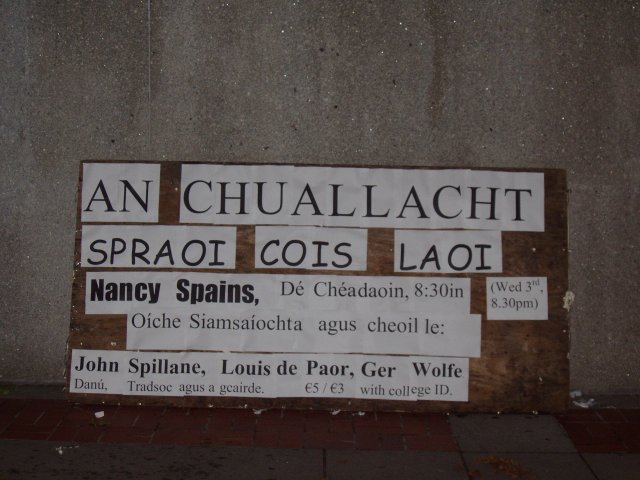 AN CHUALLACHT
SPRAOI COIS LAOI
Nancy Spains, Dé Chéadaoin, 8:30in (Wed 3rd, 8.30pm)
Oíche Siamsaíochta agus cheoil le:
John Spillane, Louis de Paor, Ger Wolfe
Danú, Tradsoc agus a gcairde. €5 / €3 with college ID.